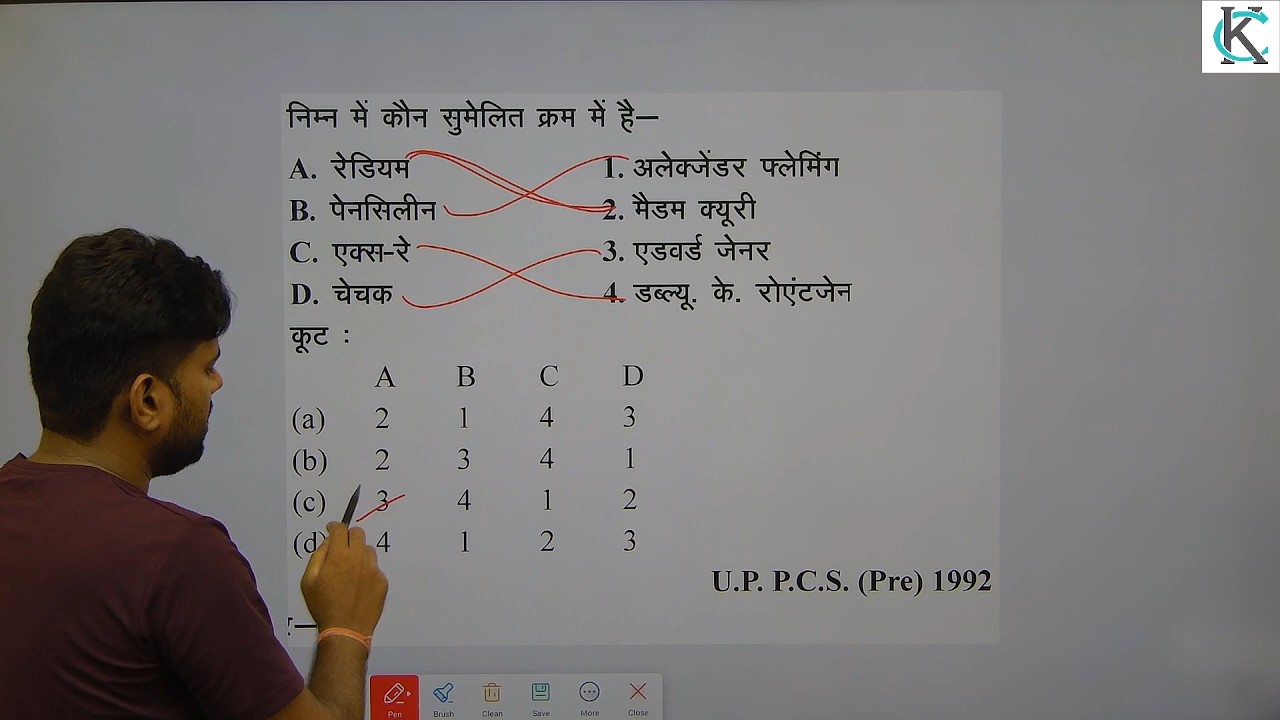 निम्न में कौन सुमेलित क्रम में है—
A. रेडियम 1. अलेक्जेंडर फ्लेमिंग
B. पेनसिलीन 2. मैडम क्यूरी
C. एक्स-रे 3. एडवर्ड जेनर
D. चेचक 4. डब्ल्यू. के. रोएंटजेन
कूट :
A B C D
(a) 2 1 4 3
(b) 2 3 4 1
(c) 3 4 1 2
(d) 4 1 2 3
U.P. P.C.S. (Pre) 1992
Pen Brush Clean Save More Close
KC